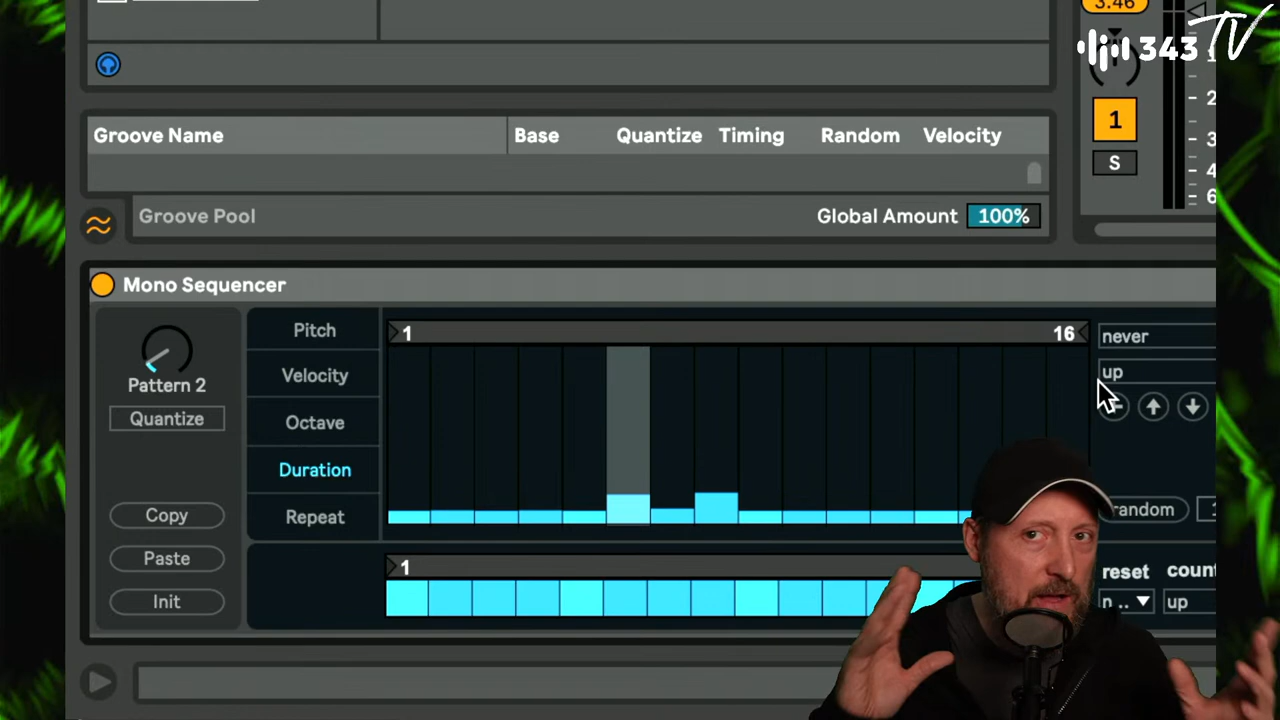 3.46
343 TV
1
2
3
S
4
6
Groove Name Base Quantize Timing Random Velocity
Groove Pool Global Amount 100%
Mono Sequencer
Pattern 2
Quantize
Copy
Paste
Init
Pitch
Velocity
Octave
Duration
Repeat
1 16
1
never
up
random
reset count
n.. up